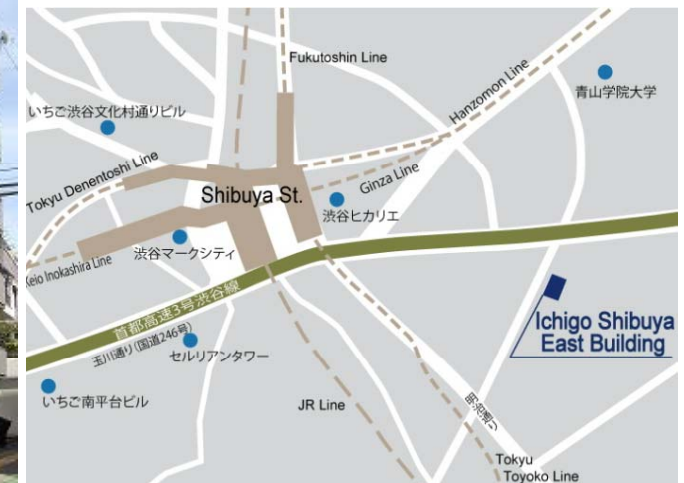 Fukutoshin Line
Hanzomon Line
青山学院大学
いちご渋谷文化村通りビル
Tokyu Denentoshi Line
Shibuya St.
Ginza Line
渋谷ヒカリエ
渋谷マークシティ
Keio Inokashira Line
首都高速3号渋谷線
玉川通り(国道246号)
セルリアンタワー
Ichigo Shibuya
East Building
いちご南平台ビル
JR Line
明治通り
Tokyu
Toyoko Line